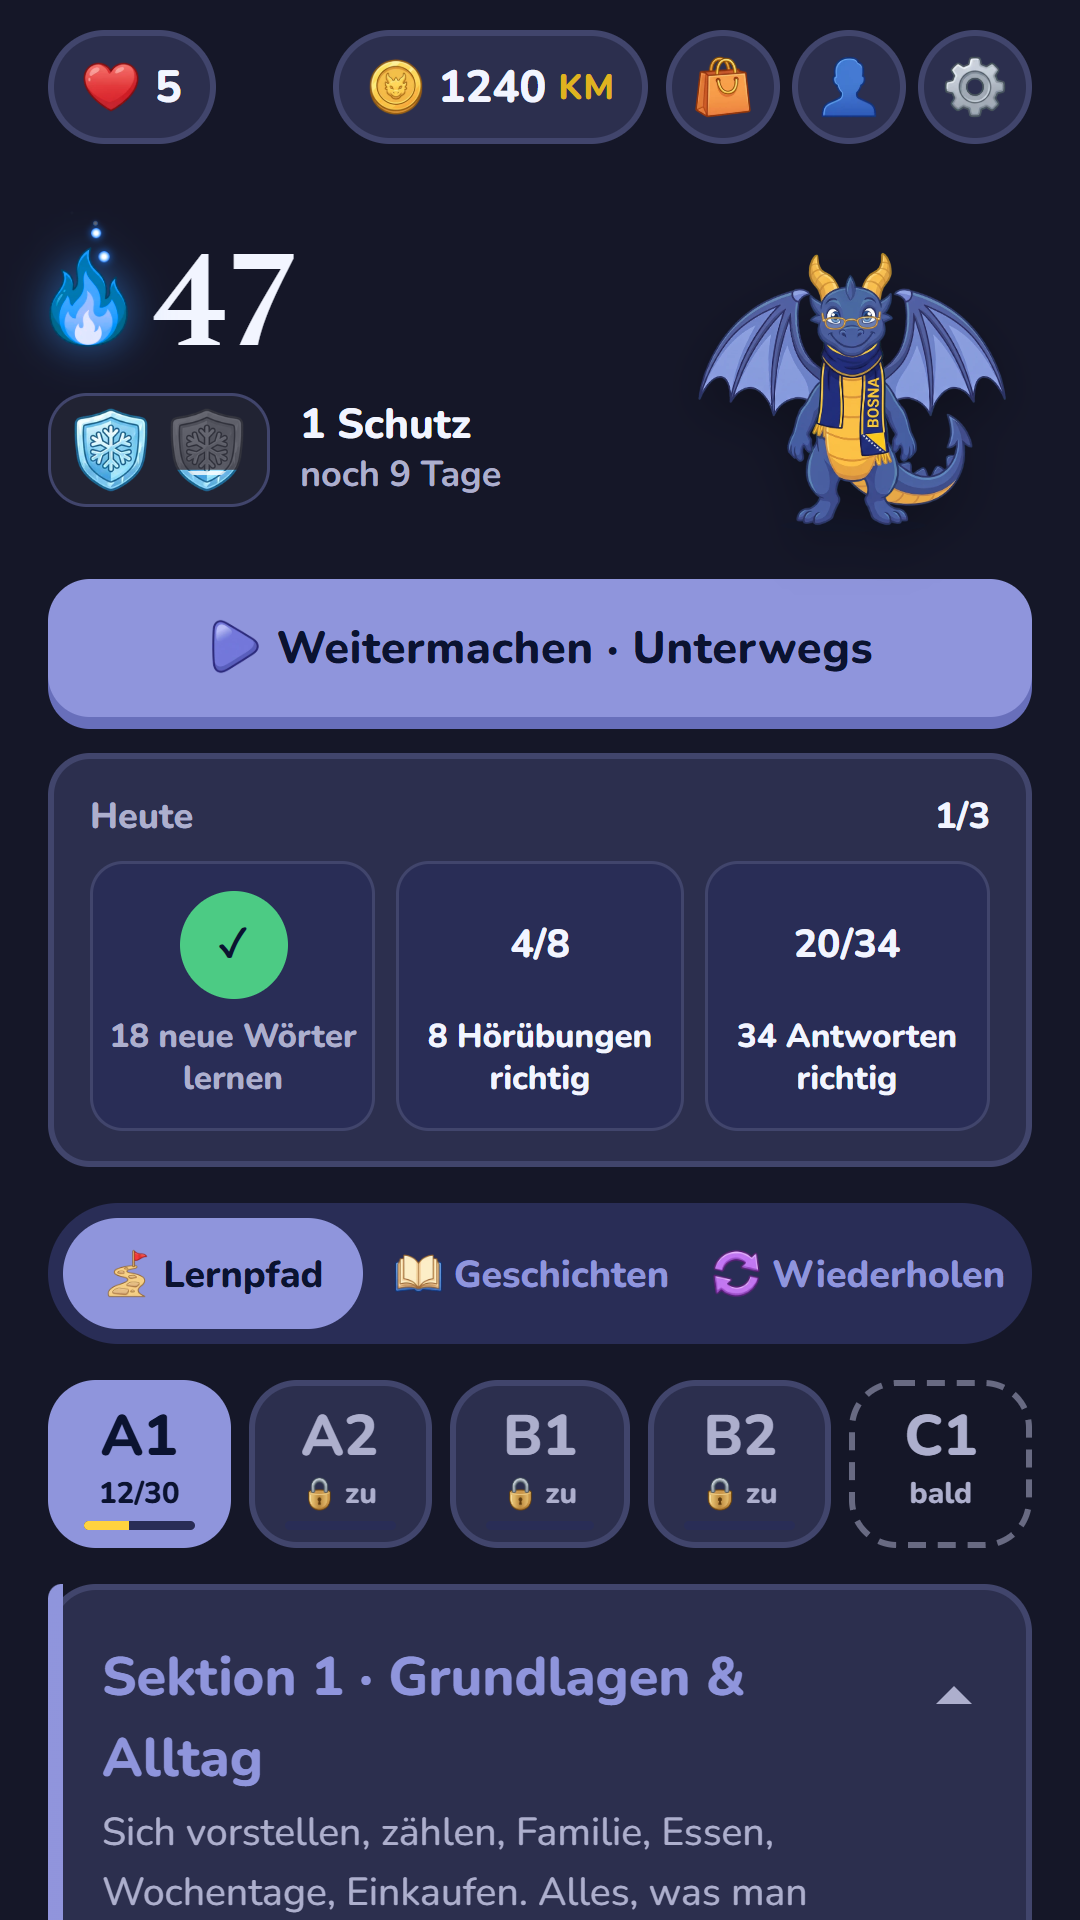 5
1240 KM
47
BOSNA
1 Schutz
noch 9 Tage
Weitermachen · Unterwegs
Heute
1/3
✓
4/8
20/34
18 neue Wörter
lernen
8 Hörübungen
richtig
34 Antworten
richtig
Lernpfad
Geschichten
Wiederholen
A1
12/30
A2
zu
B1
zu
B2
zu
C1
bald
Sektion 1 · Grundlagen &
Alltag
Sich vorstellen, zählen, Familie, Essen,
Wochentage, Einkaufen. Alles, was man